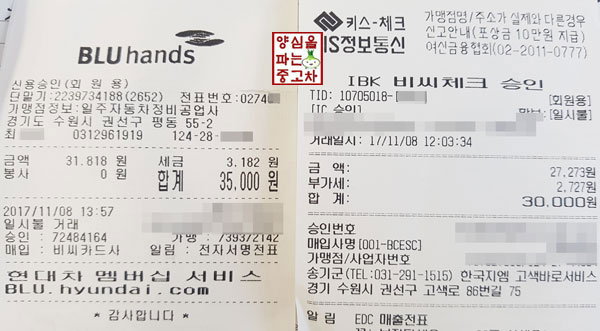 BLUhands
신용승인(회원용)
단말기:2239734188(2652) 전표번호:0274
가맹점정보:일주자동차정비공업사
경기도 수원시 권선구 평동 55-2
최 0312961919 124-28-
금액 31.818 원 세금 3.182 원
봉사 0 원 합계 35,000 원
2017/11/08 13:57
일시불 거래
승인 : 72484164 가맹 : 739372142
매입 : 비씨카드사 알림 : 전자서명전표
현대차 멤버십 서비스
BLU.hyundai.com
* 감사합니다 *
양심을
파는
중고차
키스-체크 가맹점명/주소가 실제와 다른경우
IS정보통신 신고안내(포상금 10만원 지급)
여신금융협회(02-2011-0777)
IBK 비씨체크 승인
TID: 10705018- [회원용]
[IC 승인] [일시불]
거래일시 : 17/11/08 12:03:34
금 액: 27,273원
부가세: 2,727원
합 계: 30,000원
승인번호
매입사명 [001-BCESC]
가맹점/사업자번호
송기군(TEL:031-291-1515) 한국지엠 고색바로서비스
경기 수원시 권선구 고색로 86번길 75
알 림 EDC 매출전표